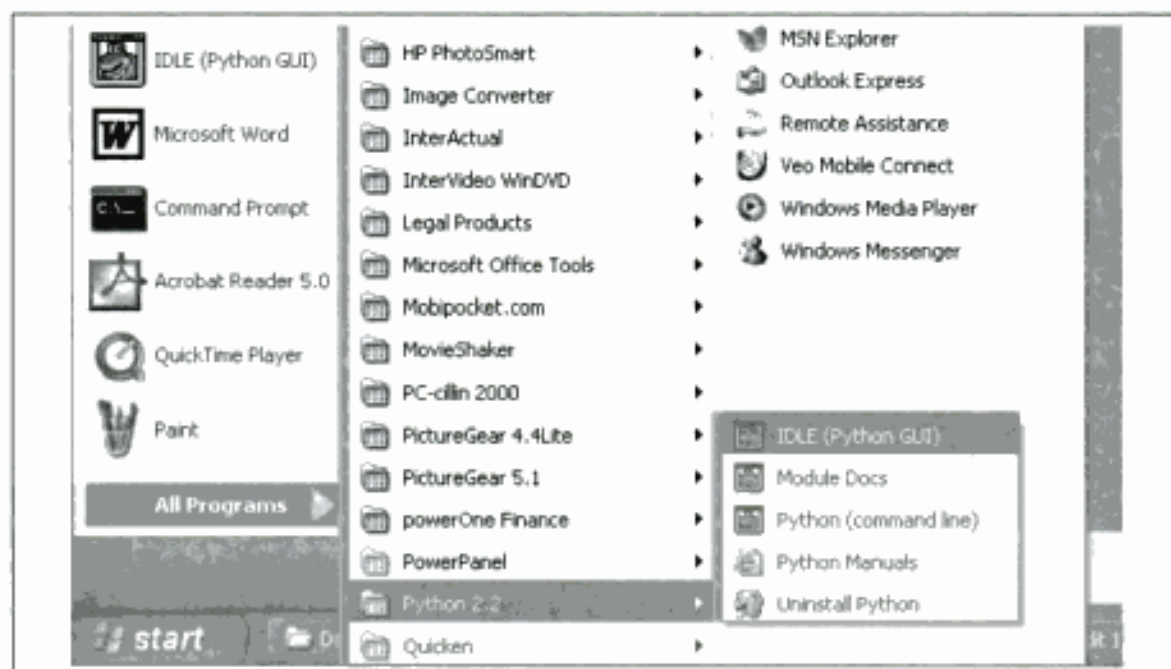 IDLE (Python GUI)
Microsoft Word
C:\_
Command Prompt
Acrobat Reader 5.0
QuickTime Player
Paint
All Programs
start
HP PhotoSmart
Image Converter
InterActual
InterVideo WinDVD
Legal Products
Microsoft Office Tools
Mobipocket.com
MovieShaker
PC-cillin 2000
PictureGear 4.4Lite
PictureGear 5.1
powerOne Finance
PowerPanel
Python 2.2
Quicken
MSN Explorer
Outlook Express
Remote Assistance
Veo Mobile Connect
Windows Media Player
Windows Messenger
IDLE (Python GUI)
Module Docs
Python (command line)
Python Manuals
Uninstall Python